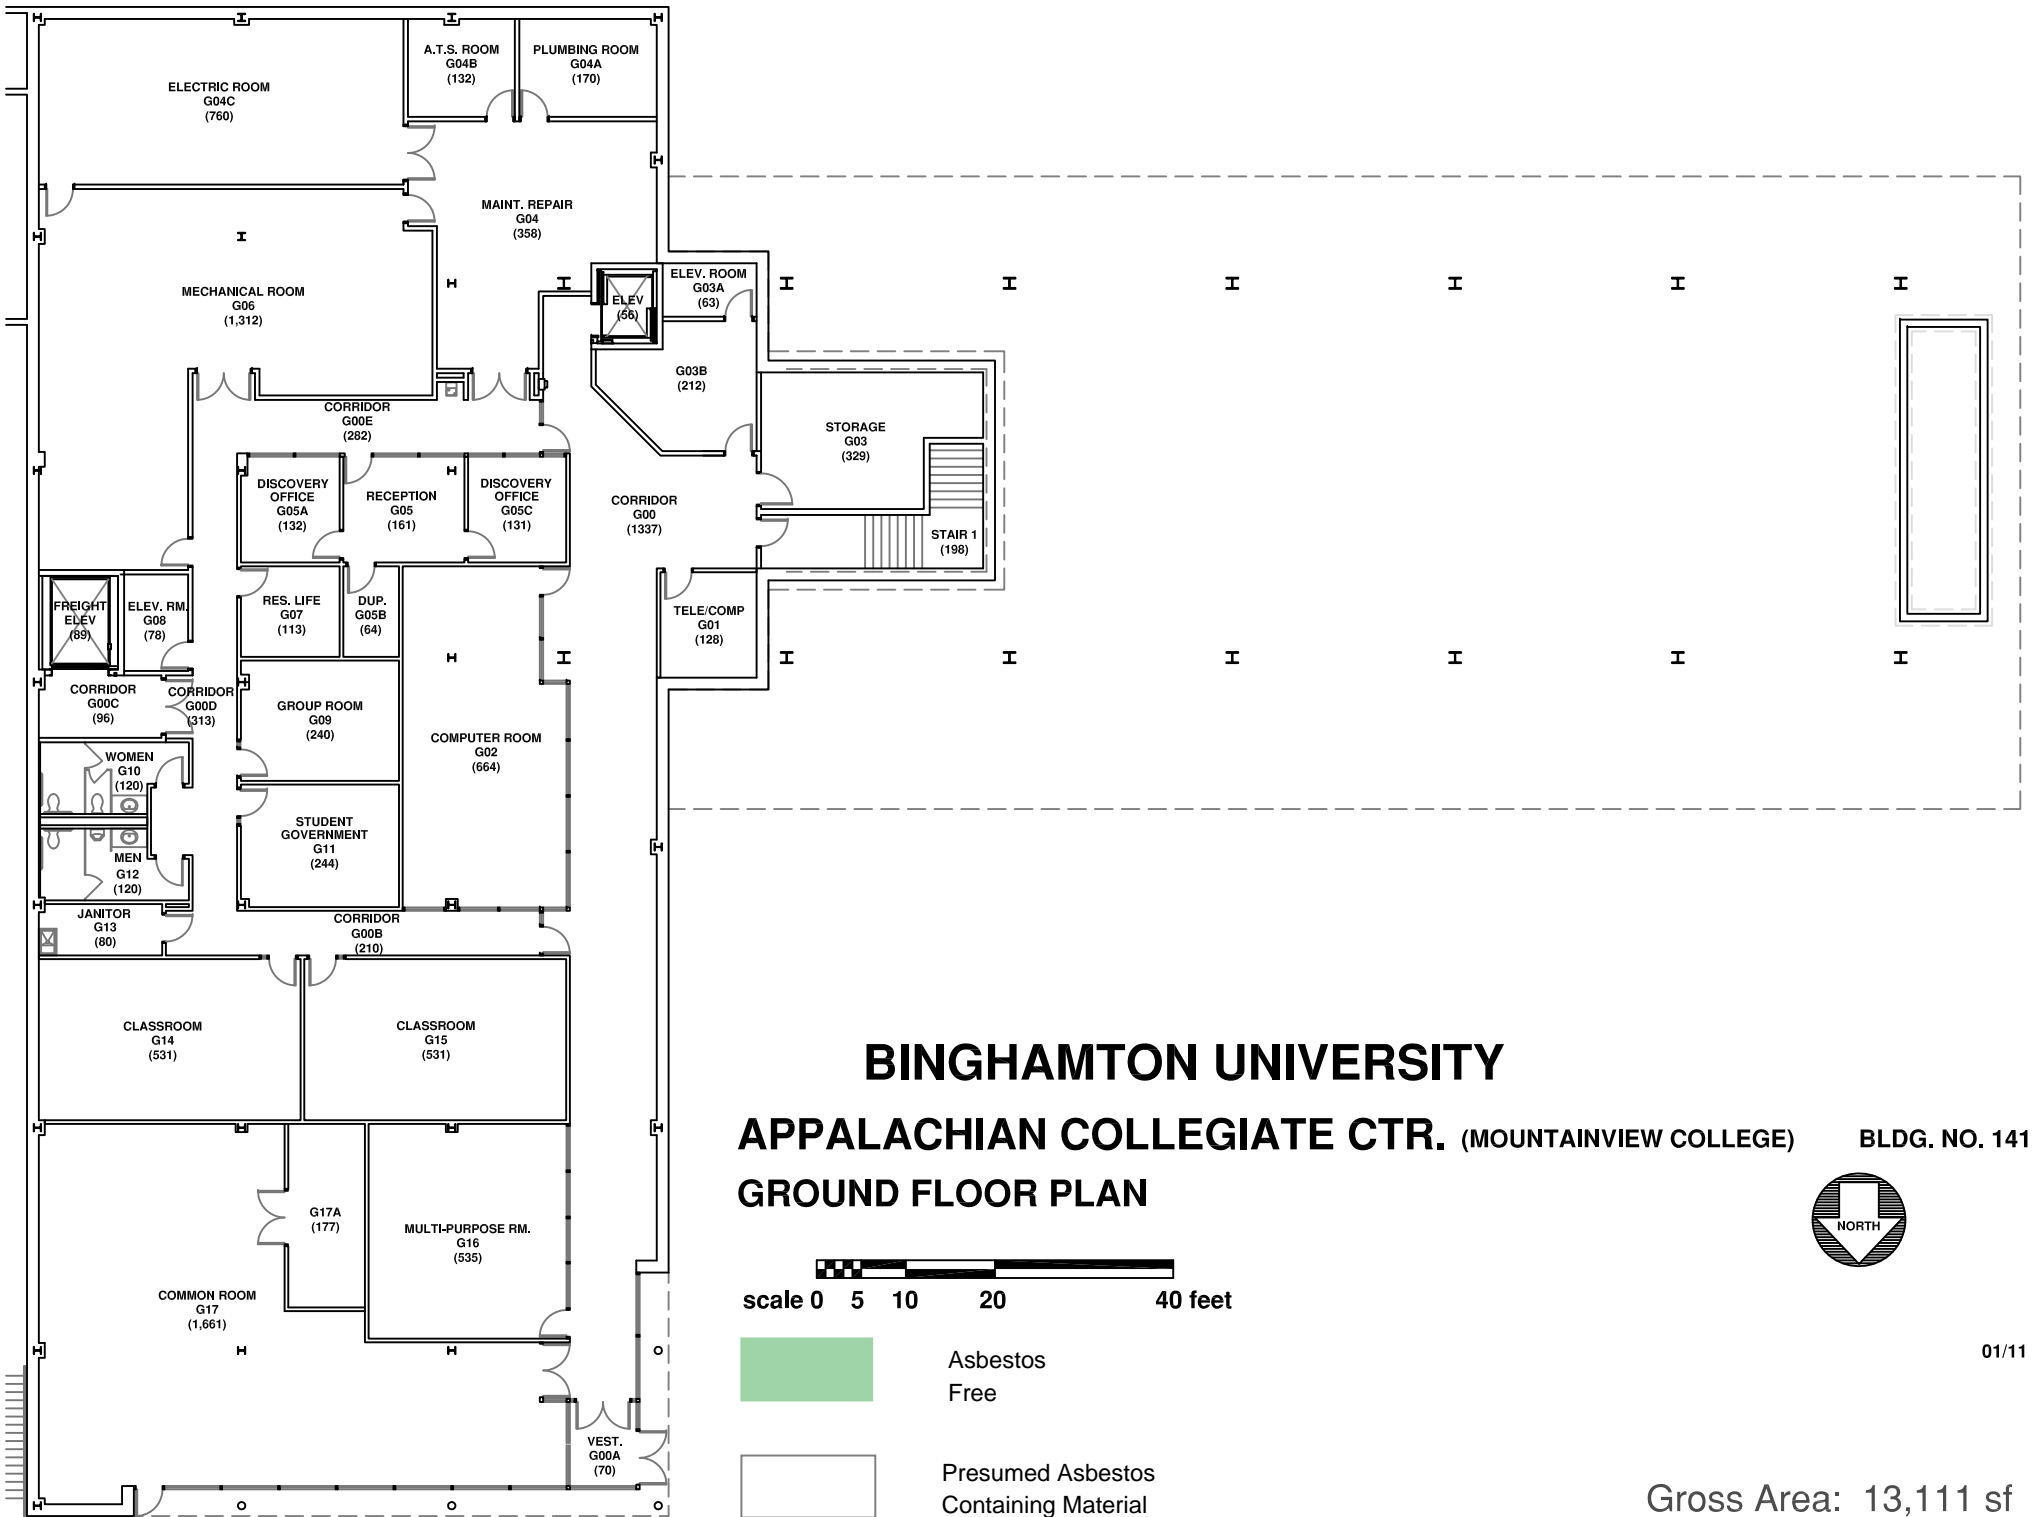 A.T.S. ROOM
G04B
(132)
PLUMBING ROOM
G04A
(170)
ELECTRIC ROOM
G04C
(760)
MAINT. REPAIR
G04
(358)
MECHANICAL ROOM
G06
(1,312)
ELEV. ROOM
G03A
(63)
ELEV
(56)
G03B
(212)
CORRIDOR
G00E
(282)
STORAGE
G03
(329)
DISCOVERY
OFFICE
G05A
(132)
RECEPTION
G05
(161)
DISCOVERY
OFFICE
G05C
(131)
CORRIDOR
G00
(1337)
STAIR 1
(198)
FREIGHT
ELEV
(89)
ELEV. RM.
G08
(78)
RES. LIFE
G07
(113)
DUP.
G05B
(64)
TELE/COMP
G01
(128)
CORRIDOR
G00C
(96)
CORRIDOR
G00D
(313)
GROUP ROOM
G09
(240)
COMPUTER ROOM
G02
(664)
WOMEN
G10
(120)
STUDENT
GOVERNMENT
G11
(244)
MEN
G12
(120)
JANITOR
G13
(80)
CORRIDOR
G00B
(210)
CLASSROOM
G14
(531)
CLASSROOM
G15
(531)
G17A
(177)
MULTI-PURPOSE RM.
G16
(535)
COMMON ROOM
G17
(1,661)
VEST.
G00A
(70)
BINGHAMTON UNIVERSITY
APPALACHIAN COLLEGIATE CTR. (MOUNTAINVIEW COLLEGE) BLDG. NO. 141
GROUND FLOOR PLAN
NORTH
scale 0 5 10 20 40 feet
Asbestos
Free
01/11
Presumed Asbestos
Containing Material
Gross Area: 13,111 sf